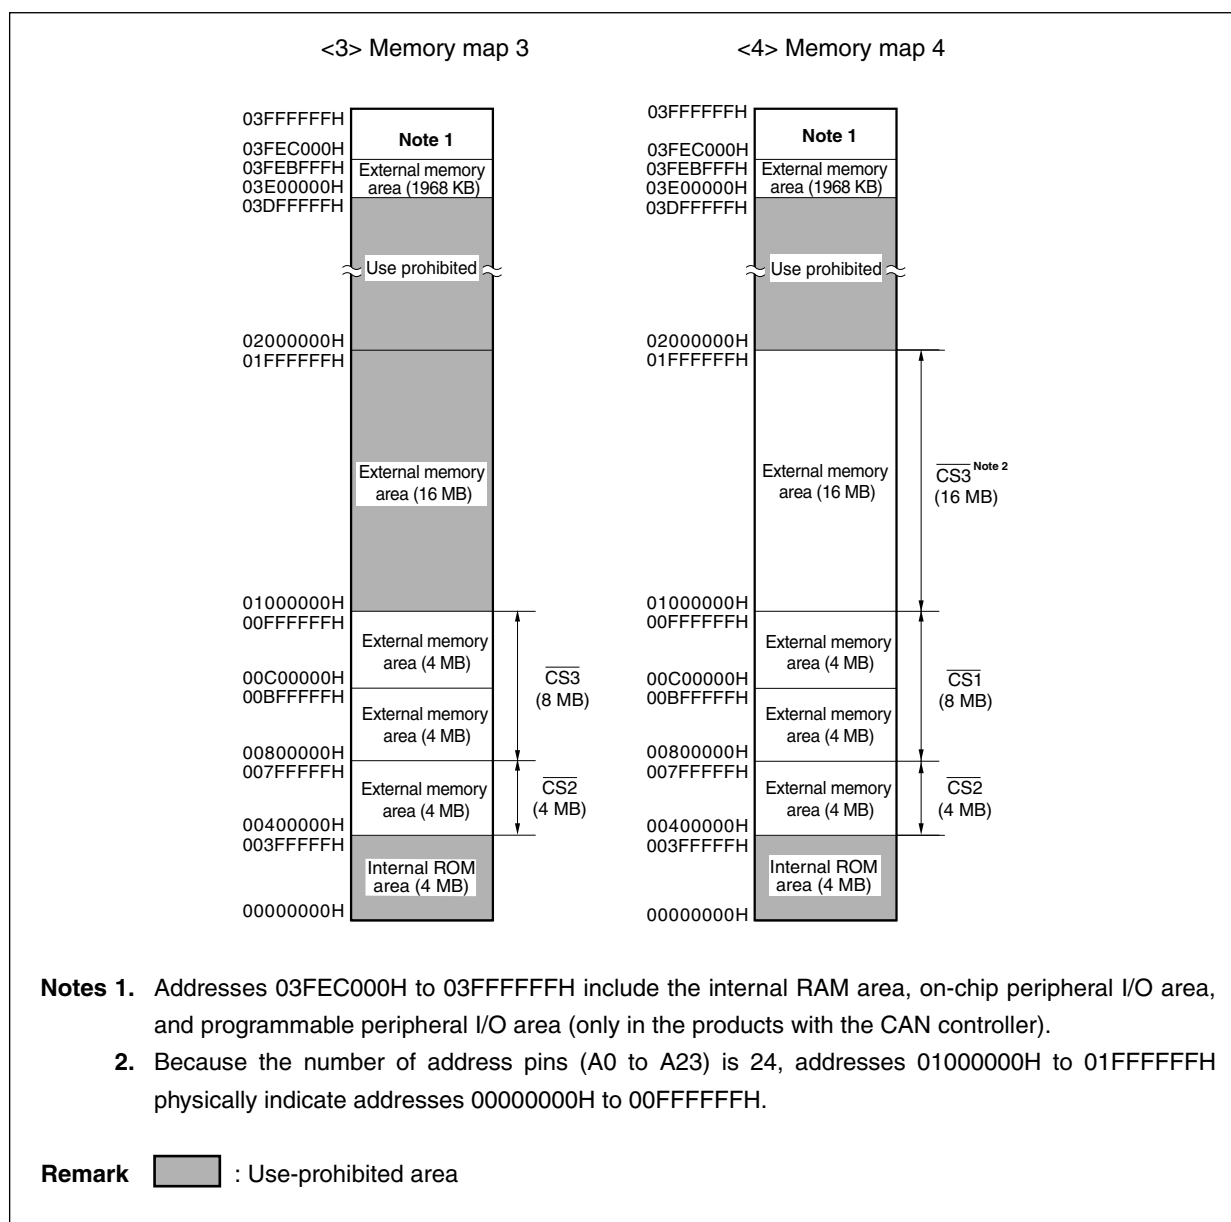 <3> Memory map 3
03FFFFFFH
Note 1
03FEC000H
03FEBFFFH
External memory
03E00000H
area (1968 KB)
03DFFFFFH
Use prohibited
02000000H
01FFFFFFH
External memory
area (16 MB)
01000000H
00FFFFFFH
External memory
area (4 MB)
CS3
(8 MB)
00C00000H
00BFFFFFH
External memory
area (4 MB)
00800000H
007FFFFFH
External memory
area (4 MB)
CS2
(4 MB)
00400000H
003FFFFFH
Internal ROM
area (4 MB)
00000000H
<4> Memory map 4
03FFFFFFH
Note 1
03FEC000H
03FEBFFFH
External memory
03E00000H
area (1968 KB)
03DFFFFFH
Use prohibited
02000000H
01FFFFFFH
External memory
area (16 MB)
CS3 Note 2
(16 MB)
01000000H
00FFFFFFH
External memory
area (4 MB)
CS1
(8 MB)
00C00000H
00BFFFFFH
External memory
area (4 MB)
00800000H
007FFFFFH
External memory
area (4 MB)
CS2
(4 MB)
00400000H
003FFFFFH
Internal ROM
area (4 MB)
00000000H
Notes 1. Addresses 03FEC000H to 03FFFFFFH include the internal RAM area, on-chip peripheral I/O area,
and programmable peripheral I/O area (only in the products with the CAN controller).
2. Because the number of address pins (A0 to A23) is 24, addresses 01000000H to 01FFFFFFH
physically indicate addresses 00000000H to 00FFFFFFH.
Remark : Use-prohibited area